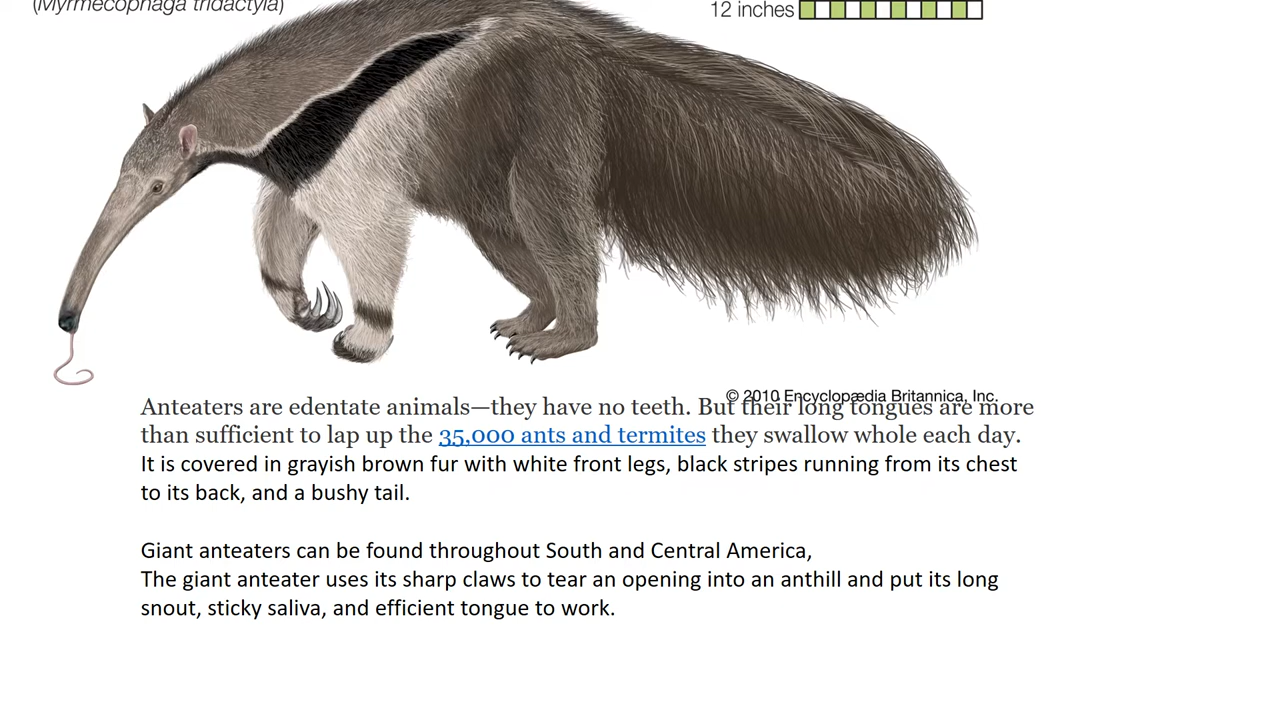 (Myrmecophaga tridactyla)
12 inches
© 2010 Encyclopædia Britannica, Inc.
Anteaters are edentate animals—they have no teeth. But their long tongues are more
than sufficient to lap up the 35,000 ants and termites they swallow whole each day.
It is covered in grayish brown fur with white front legs, black stripes running from its chest
to its back, and a bushy tail.
Giant anteaters can be found throughout South and Central America,
The giant anteater uses its sharp claws to tear an opening into an anthill and put its long
snout, sticky saliva, and efficient tongue to work.